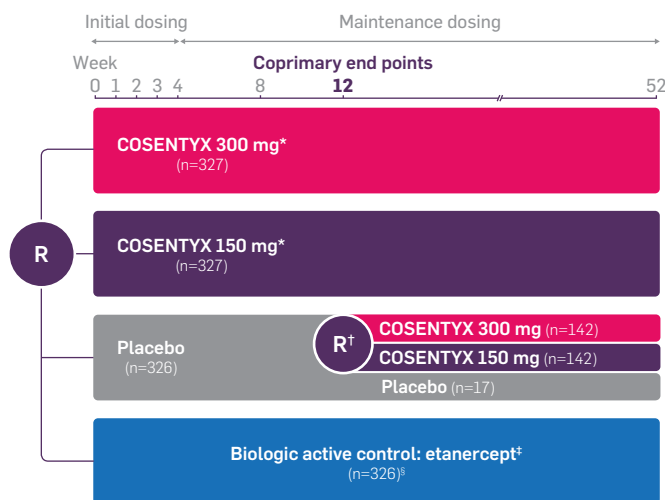 Initial dosing Maintenance dosing
Week Coprimary end points
0 1 2 3 4 8 12 52
COSENTYX 300 mg*
(n=327)
R
COSENTYX 150 mg*
(n=327)
Placebo
(n=326)
R†
COSENTYX 300 mg (n=142)
COSENTYX 150 mg (n=142)
Placebo (n=17)
Biologic active control: etanercept‡
(n=326)§